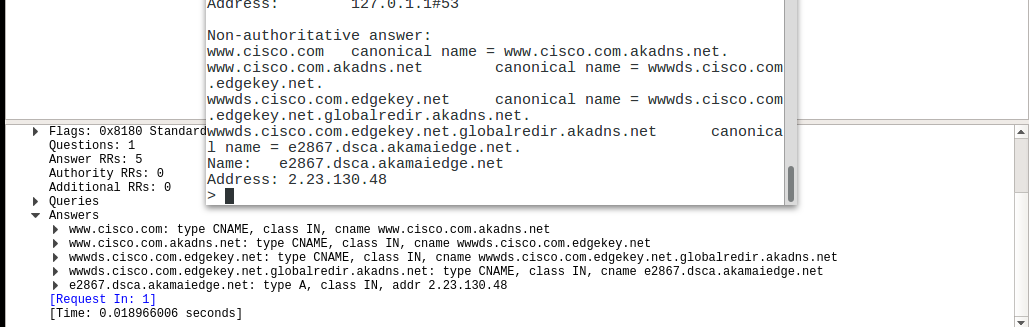 Address:        127.0.1.1#53
Non-authoritative answer:
www.cisco.com   canonical name = www.cisco.com.akadns.net.
www.cisco.com.akadns.net        canonical name = wwwds.cisco.com
.edgekey.net.
wwwds.cisco.com.edgekey.net     canonical name = wwwds.cisco.com
.edgekey.net.globalredir.akadns.net.
wwwds.cisco.com.edgekey.net.globalredir.akadns.net      canonica
l name = e2867.dsca.akamaiedge.net.
Name:   e2867.dsca.akamaiedge.net
Address: 2.23.130.48
>
Flags: 0x8180 Standard
Questions: 1
Answer RRs: 5
Authority RRs: 0
Additional RRs: 0
Queries
Answers
www.cisco.com: type CNAME, class IN, cname www.cisco.com.akadns.net
www.cisco.com.akadns.net: type CNAME, class IN, cname wwwds.cisco.com.edgekey.net
wwwds.cisco.com.edgekey.net: type CNAME, class IN, cname wwwds.cisco.com.edgekey.net.globalredir.akadns.net
wwwds.cisco.com.edgekey.net.globalredir.akadns.net: type CNAME, class IN, cname e2867.dsca.akamaiedge.net
e2867.dsca.akamaiedge.net: type A, class IN, addr 2.23.130.48
[Request In: 1]
[Time: 0.018966006 seconds]